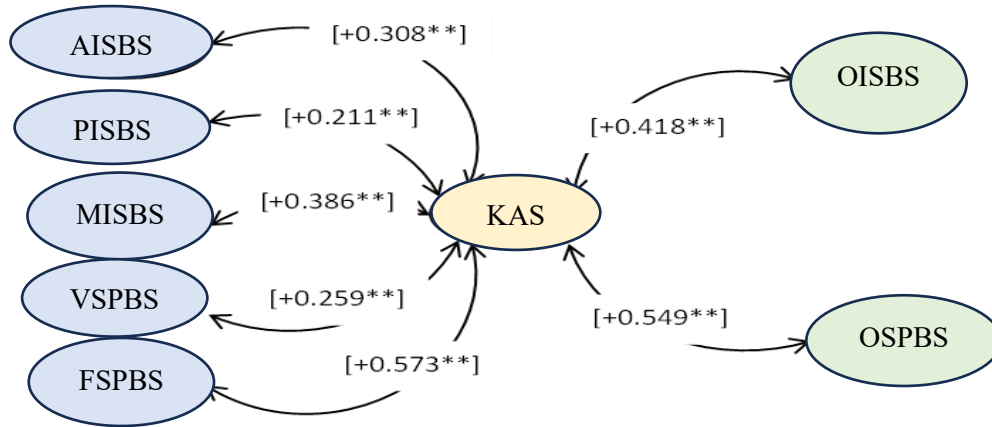 AISBS
[+0.308**]
OISBS
PISBS
[+0.211**]
[+0.418**]
MISBS
[+0.386**]
KAS
VSPBS
[+0.259**]
[+0.549**]
OSPBS
FSPBS
[+0.573**]